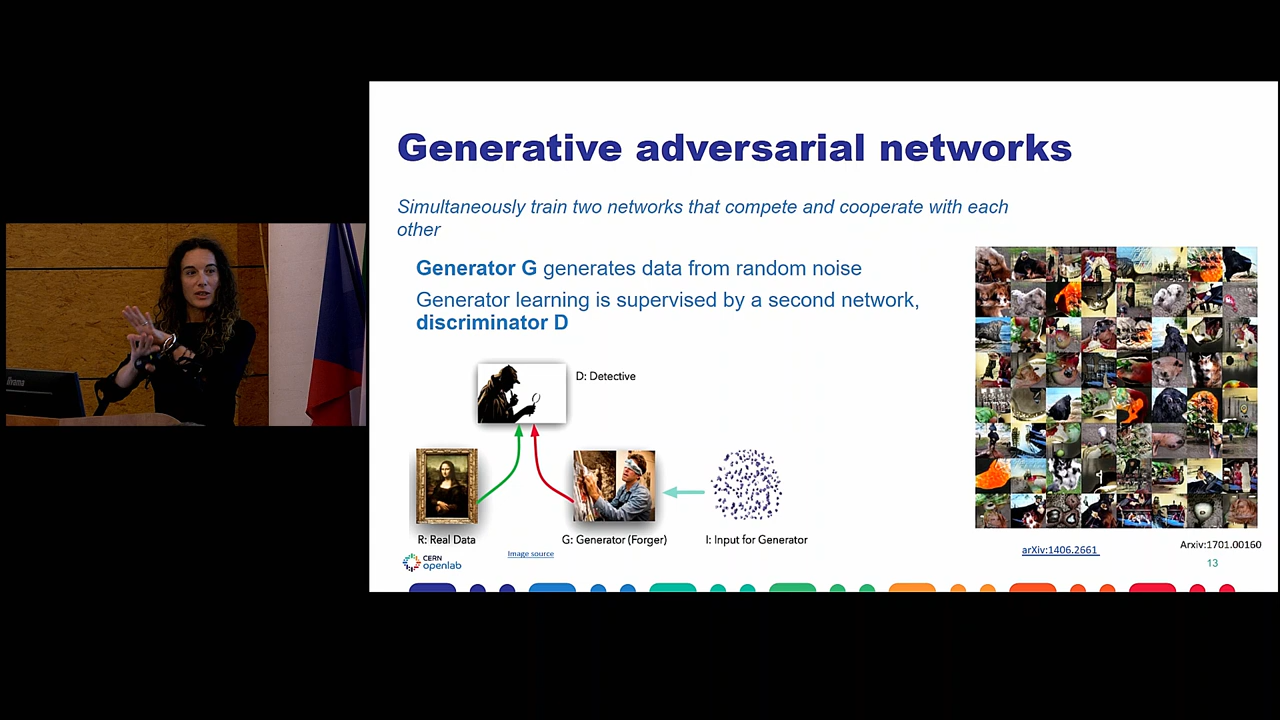 Generative adversarial networks
Simultaneously train two networks that compete and cooperate with each
other
Generator G generates data from random noise
Generator learning is supervised by a second network,
discriminator D
D: Detective
R: Real Data
G: Generator (Forger)
I: Input for Generator
Image source
arXiv:1406.2661
Arxiv:1701.00160
CERN
openlab
13
iiyama